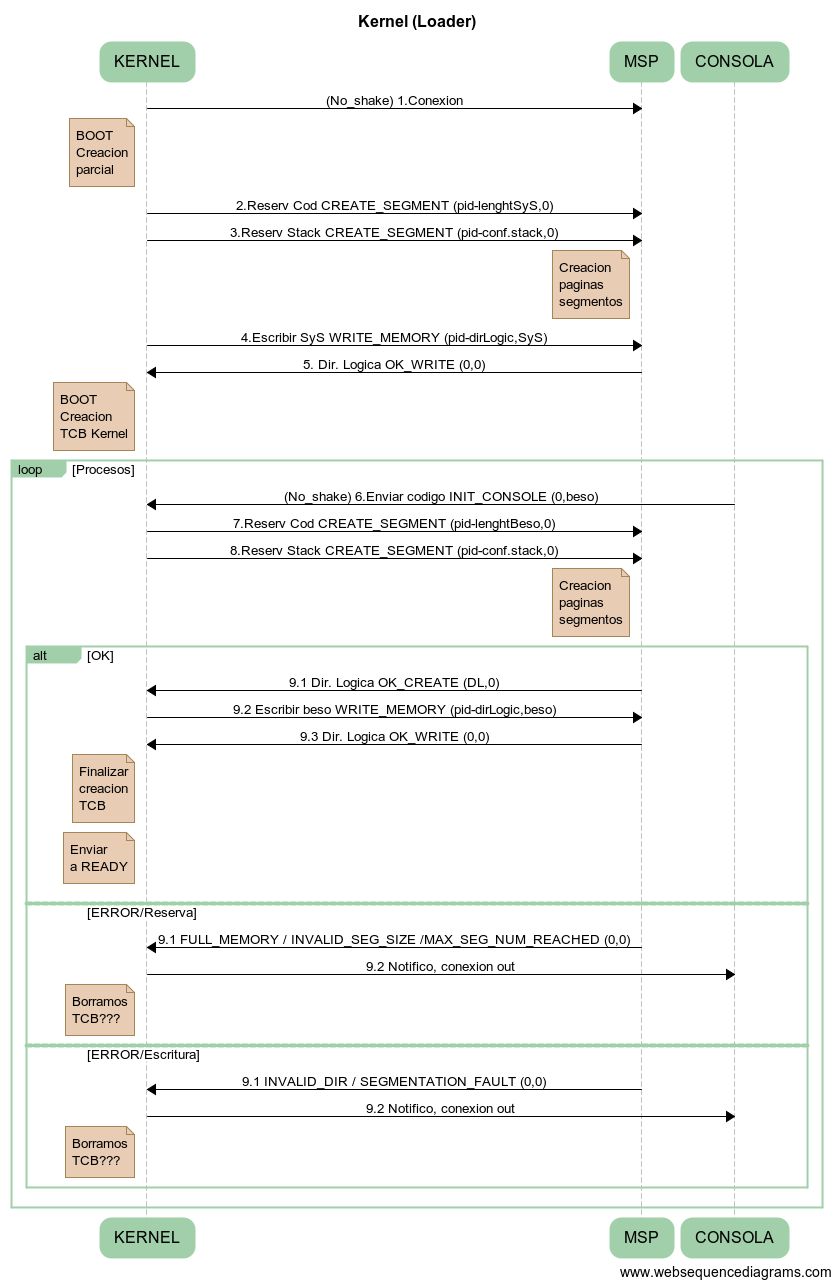 Kernel (Loader)
KERNEL
MSP
CONSOLA
(No_shake) 1.Conexion
BOOT
Creacion
parcial
2.Reserv Cod CREATE_SEGMENT (pid-lenghtSyS,0)
3.Reserv Stack CREATE_SEGMENT (pid-conf.stack,0)
Creacion
paginas
segmentos
4.Escribir SyS WRITE_MEMORY (pid-dirLogic,SyS)
5. Dir. Logica OK_WRITE (0,0)
BOOT
Creacion
TCB Kernel
loop [Procesos]
(No_shake) 6.Enviar codigo INIT_CONSOLE (0,beso)
7.Reserv Cod CREATE_SEGMENT (pid-lenghtBeso,0)
8.Reserv Stack CREATE_SEGMENT (pid-conf.stack,0)
Creacion
paginas
segmentos
alt [OK]
9.1 Dir. Logica OK_CREATE (DL,0)
9.2 Escribir beso WRITE_MEMORY (pid-dirLogic,beso)
9.3 Dir. Logica OK_WRITE (0,0)
Finalizar
creacion
TCB
Enviar
a READY
[ERROR/Reserva]
9.1 FULL_MEMORY / INVALID_SEG_SIZE /MAX_SEG_NUM_REACHED (0,0)
9.2 Notifico, conexion out
Borramos
TCB???
[ERROR/Escritura]
9.1 INVALID_DIR / SEGMENTATION_FAULT (0,0)
9.2 Notifico, conexion out
Borramos
TCB???
KERNEL
MSP
CONSOLA
www.websequencediagrams.com